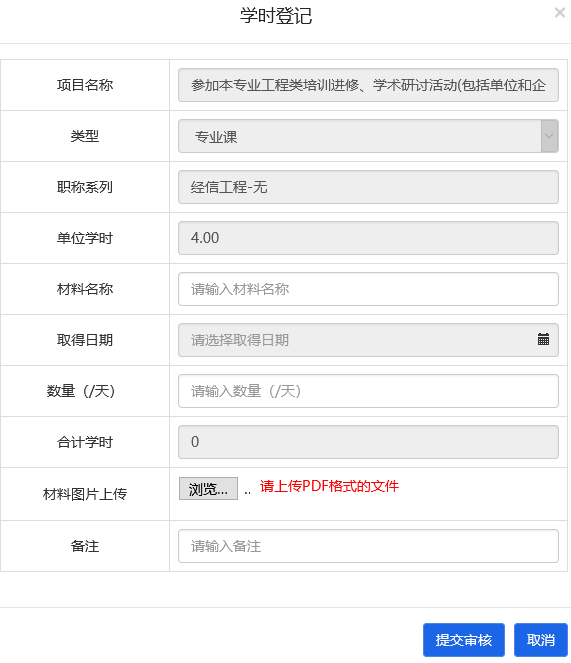 学时登记
×
项目名称
参加本专业工程类培训进修、学术研讨活动(包括单位和企
类型
专业课
职称系列
经信工程-无
单位学时
4.00
材料名称
请输入材料名称
取得日期
请选择取得日期
数量（/天）
请输入数量（/天）
合计学时
0
材料图片上传
浏览... .. 请上传PDF格式的文件
备注
请输入备注
提交审核 取消